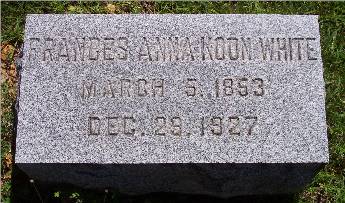 FRANCES ANNA KOON WHITE
MARCH 5, 1853
DEC. 29, 1927